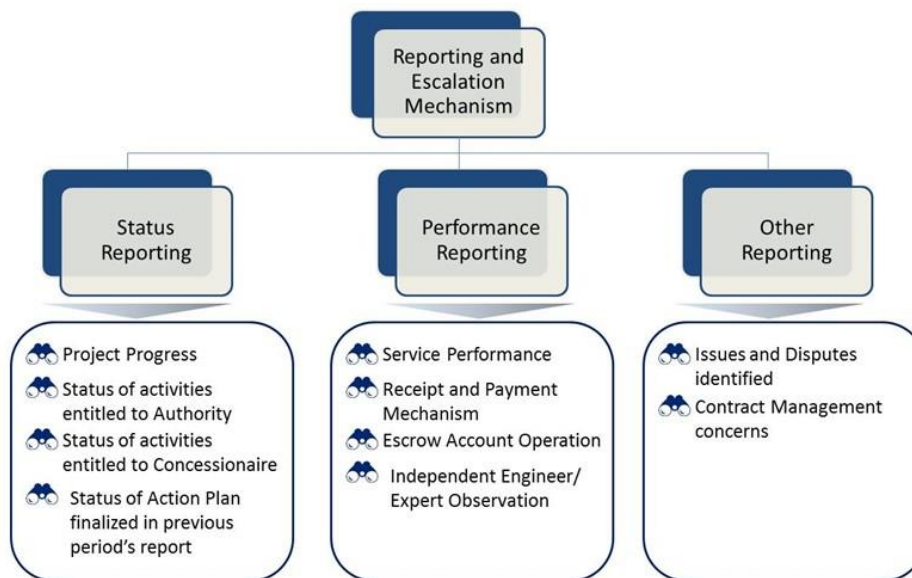 Reporting and
Escalation
Mechanism
Status
Reporting
Performance
Reporting
Other
Reporting
Project Progress
Status of activities
entitled to Authority
Status of activities
entitled to Concessionaire
Status of Action Plan
finalized in previous
period's report
Service Performance
Receipt and Payment
Mechanism
Escrow Account Operation
Independent Engineer/
Expert Observation
Issues and Disputes
identified
Contract Management
concerns